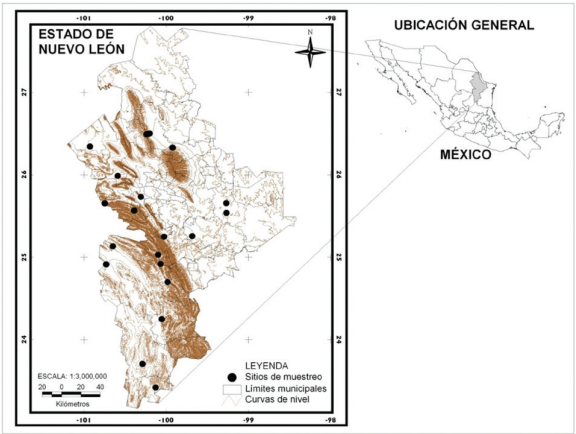 -101 -100 -99 -98
ESTADO DE
NUEVO LEÓN
N
UBICACIÓN GENERAL
MÉXICO
27
27
26
26
25
25
24
24
ESCALA: 1:3,000,000
20 0 20 40
Kilómetros
LEYENDA
Sitios de muestreo
Límites municipales
Curvas de nivel
-101 -100 -99 -98